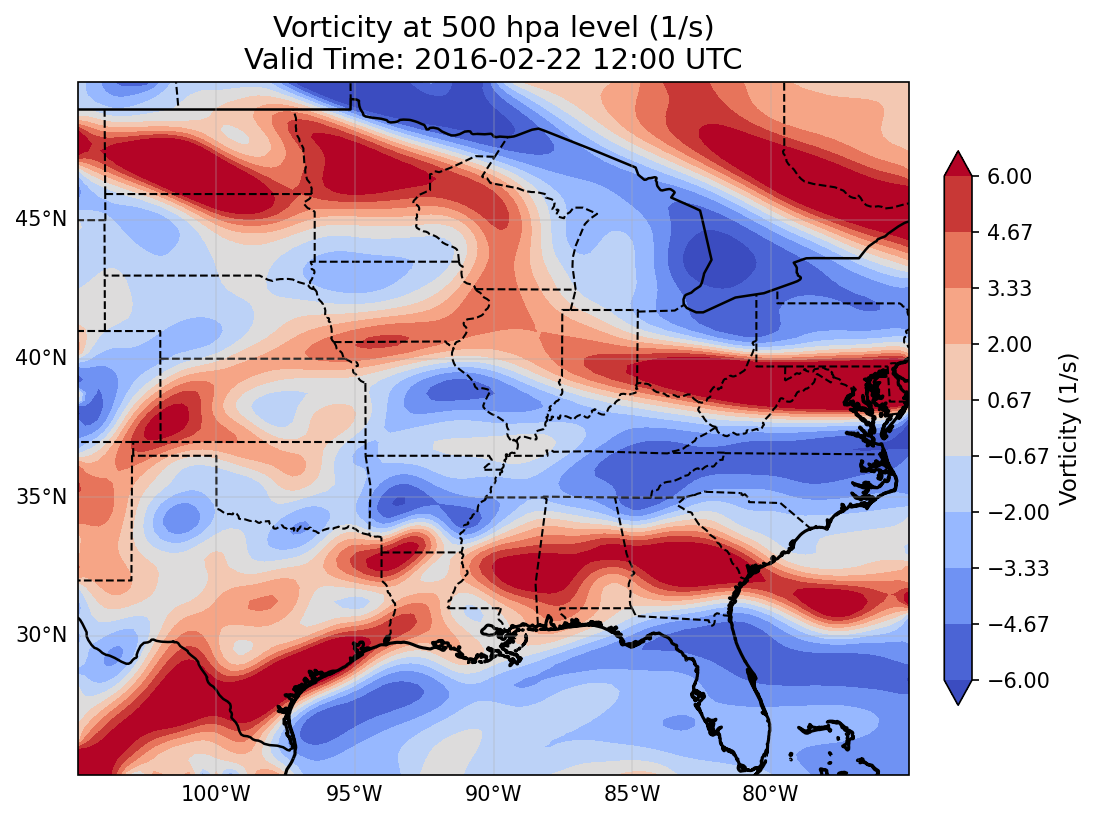 Vorticity at 500 hpa level (1/s)
Valid Time: 2016-02-22 12:00 UTC
45°N
40°N
35°N
30°N
100°W
95°W
90°W
85°W
80°W
6.00
4.67
3.33
2.00
0.67
−0.67
−2.00
−3.33
−4.67
−6.00
Vorticity (1/s)